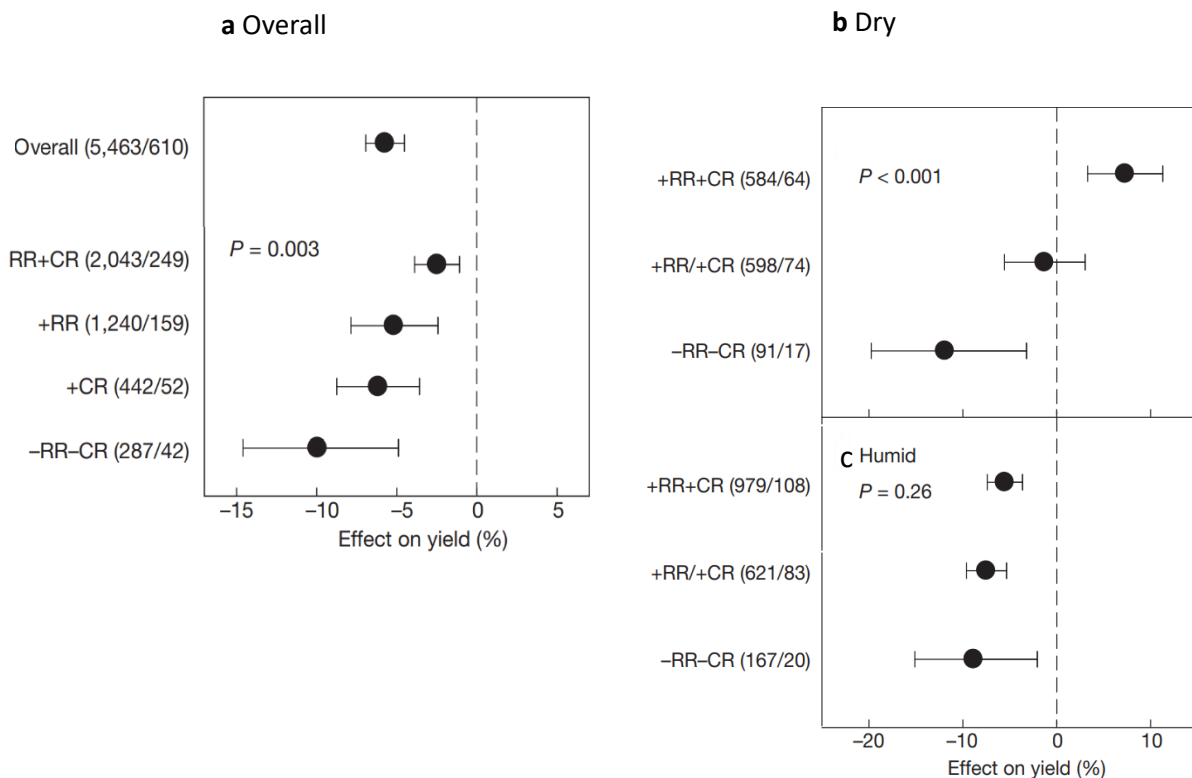 a Overall
Overall (5,463/610)
RR+CR (2,043/249)
P = 0.003
+RR (1,240/159)
+CR (442/52)
–RR–CR (287/42)
–15 –10 –5 0 5
Effect on yield (%)
b Dry
+RR+CR (584/64)
P < 0.001
+RR/+CR (598/74)
–RR–CR (91/17)
c Humid
+RR+CR (979/108)
P = 0.26
+RR/+CR (621/83)
–RR–CR (167/20)
–20 –10 0 10
Effect on yield (%)